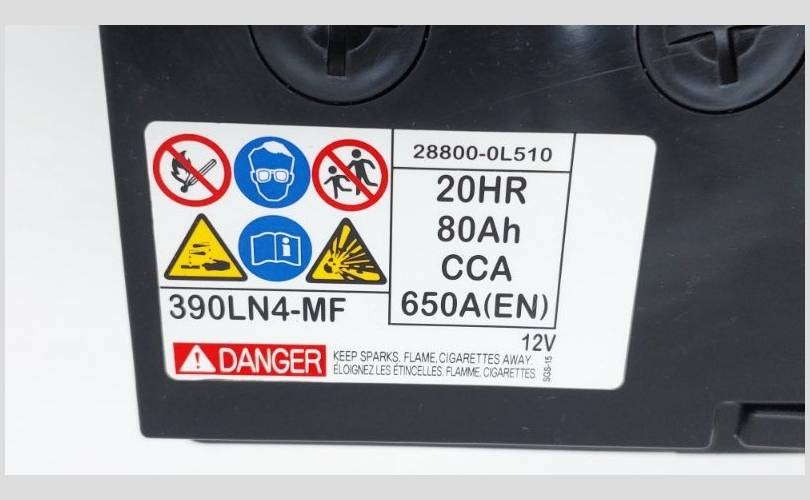 28800-0L510
20HR
80Ah
CCA
650A(EN)
390LN4-MF
12V
DANGER
KEEP SPARKS, FLAME, CIGARETTES AWAY.
ÉLOIGNEZ LES ÉTINCELLES. FLAMME, CIGARETTES.
SGS-15